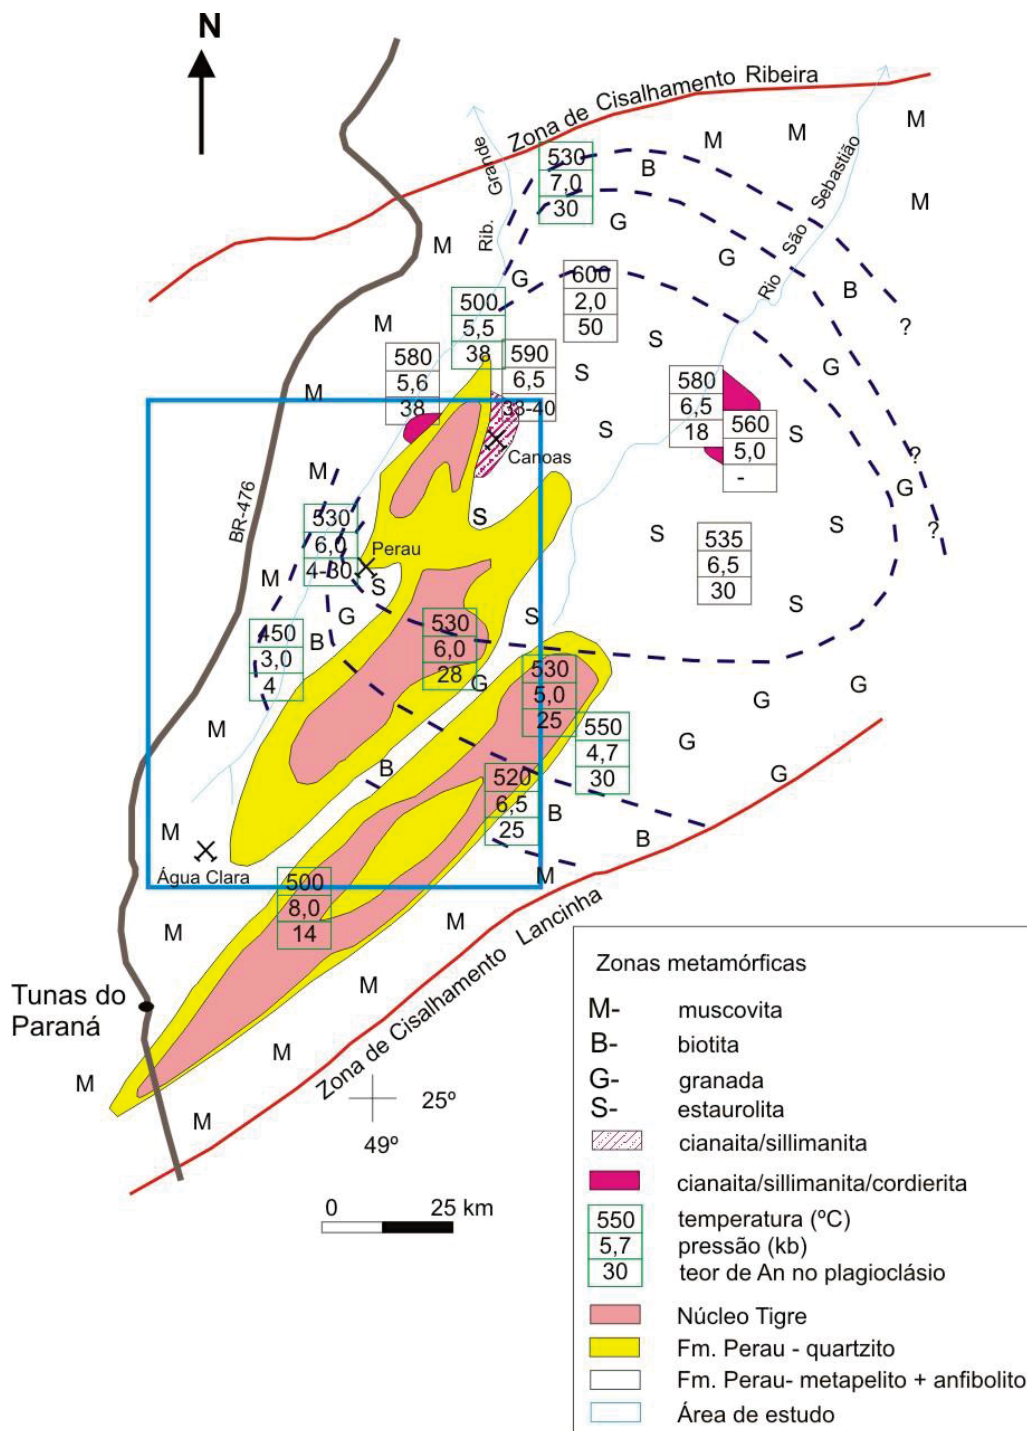 N
Zona de Cisalhamento Ribeira
M
M
M
M
B
M
530
7,0
30
Rib. Grande
Rio São Sebastião
M
G
G
G
B
?
600
2,0
50
500
5,5
38
M
S
580
5,6
38
590
6,5
38-40
S
G
M
580
6,5
18
560
5,0
-
S
S
Canoas
?
M
G
BR-476
530
6,0
4-30
S
Perau
S
S
?
535
6,5
30
M
S
G
S
S
450
3,0
4
B
530
6,0
28
G
530
5,0
25
G
G
M
550
4,7
30
G
B
G
520
6,5
25
B
B
M
Água Clara
M
500
8,0
14
M
M
Zona de Cisalhamento Lancinha
M
Tunas do
Paraná
M
M
M
25º
49º
0 25 km
Zonas metamórficas
M- muscovita
B- biotita
G- granada
S- estaurolita
cianaita/sillimanita
cianaita/sillimanita/cordierita
550 temperatura (ºC)
5,7 pressão (kb)
30 teor de An no plagioclásio
Núcleo Tigre
Fm. Perau - quartzito
Fm. Perau- metapelito + anfibolito
Área de estudo